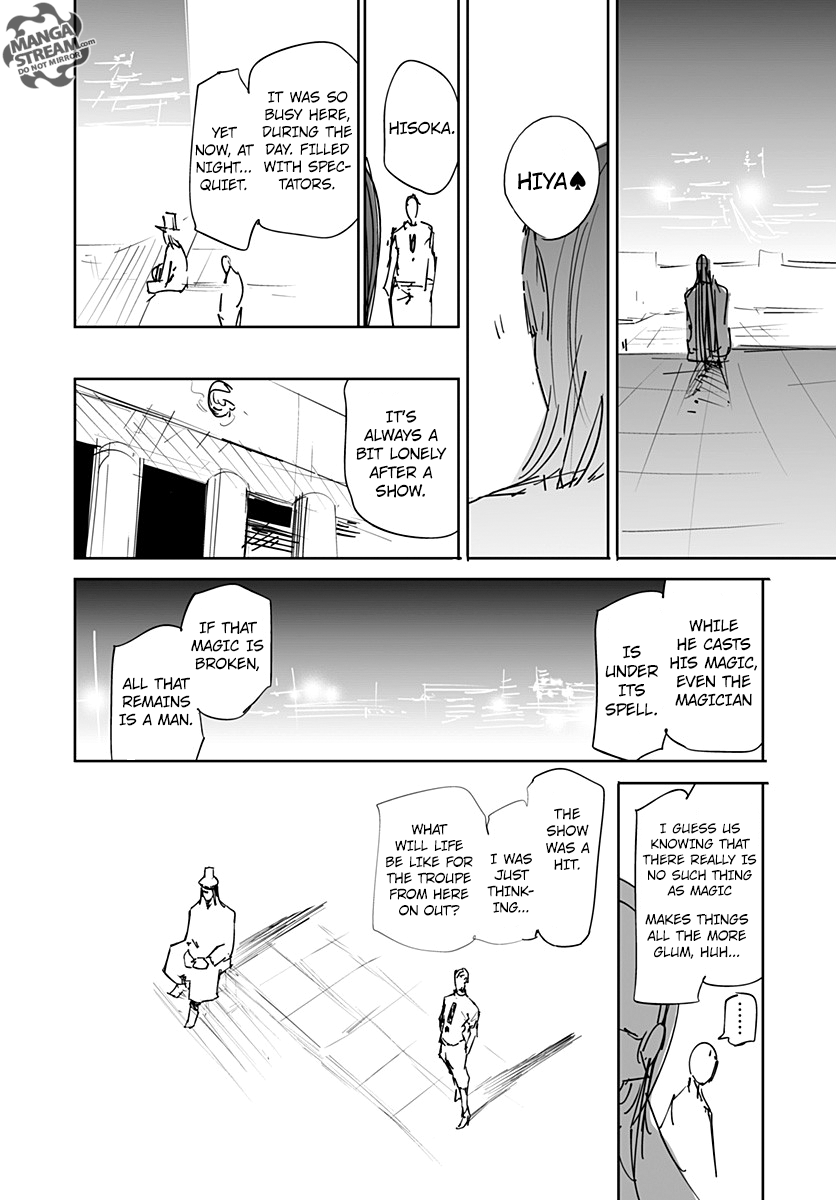 MANGA
STREAM
DO NOT MIRROR
HIYA♠
HISOKA.
IT WAS SO
BUSY HERE,
DURING THE
DAY. FILLED
WITH SPEC-
TATORS.
YET
NOW, AT
NIGHT...
QUIET.
IT'S
ALWAYS A
BIT LONELY
AFTER A
SHOW.
WHILE
HE CASTS
HIS MAGIC,
EVEN THE
MAGICIAN
IS
UNDER
ITS
SPELL.
IF THAT
MAGIC IS
BROKEN,
ALL THAT
REMAINS
IS A MAN.
I GUESS US
KNOWING THAT
THERE REALLY IS
NO SUCH THING
AS MAGIC
MAKES THINGS
ALL THE MORE
GLUM, HUH...
......
THE
SHOW WAS A
HIT.
I WAS
JUST
THINK-
ING...
WHAT
WILL LIFE
BE LIKE FOR
THE TROUPE
FROM HERE
ON OUT?